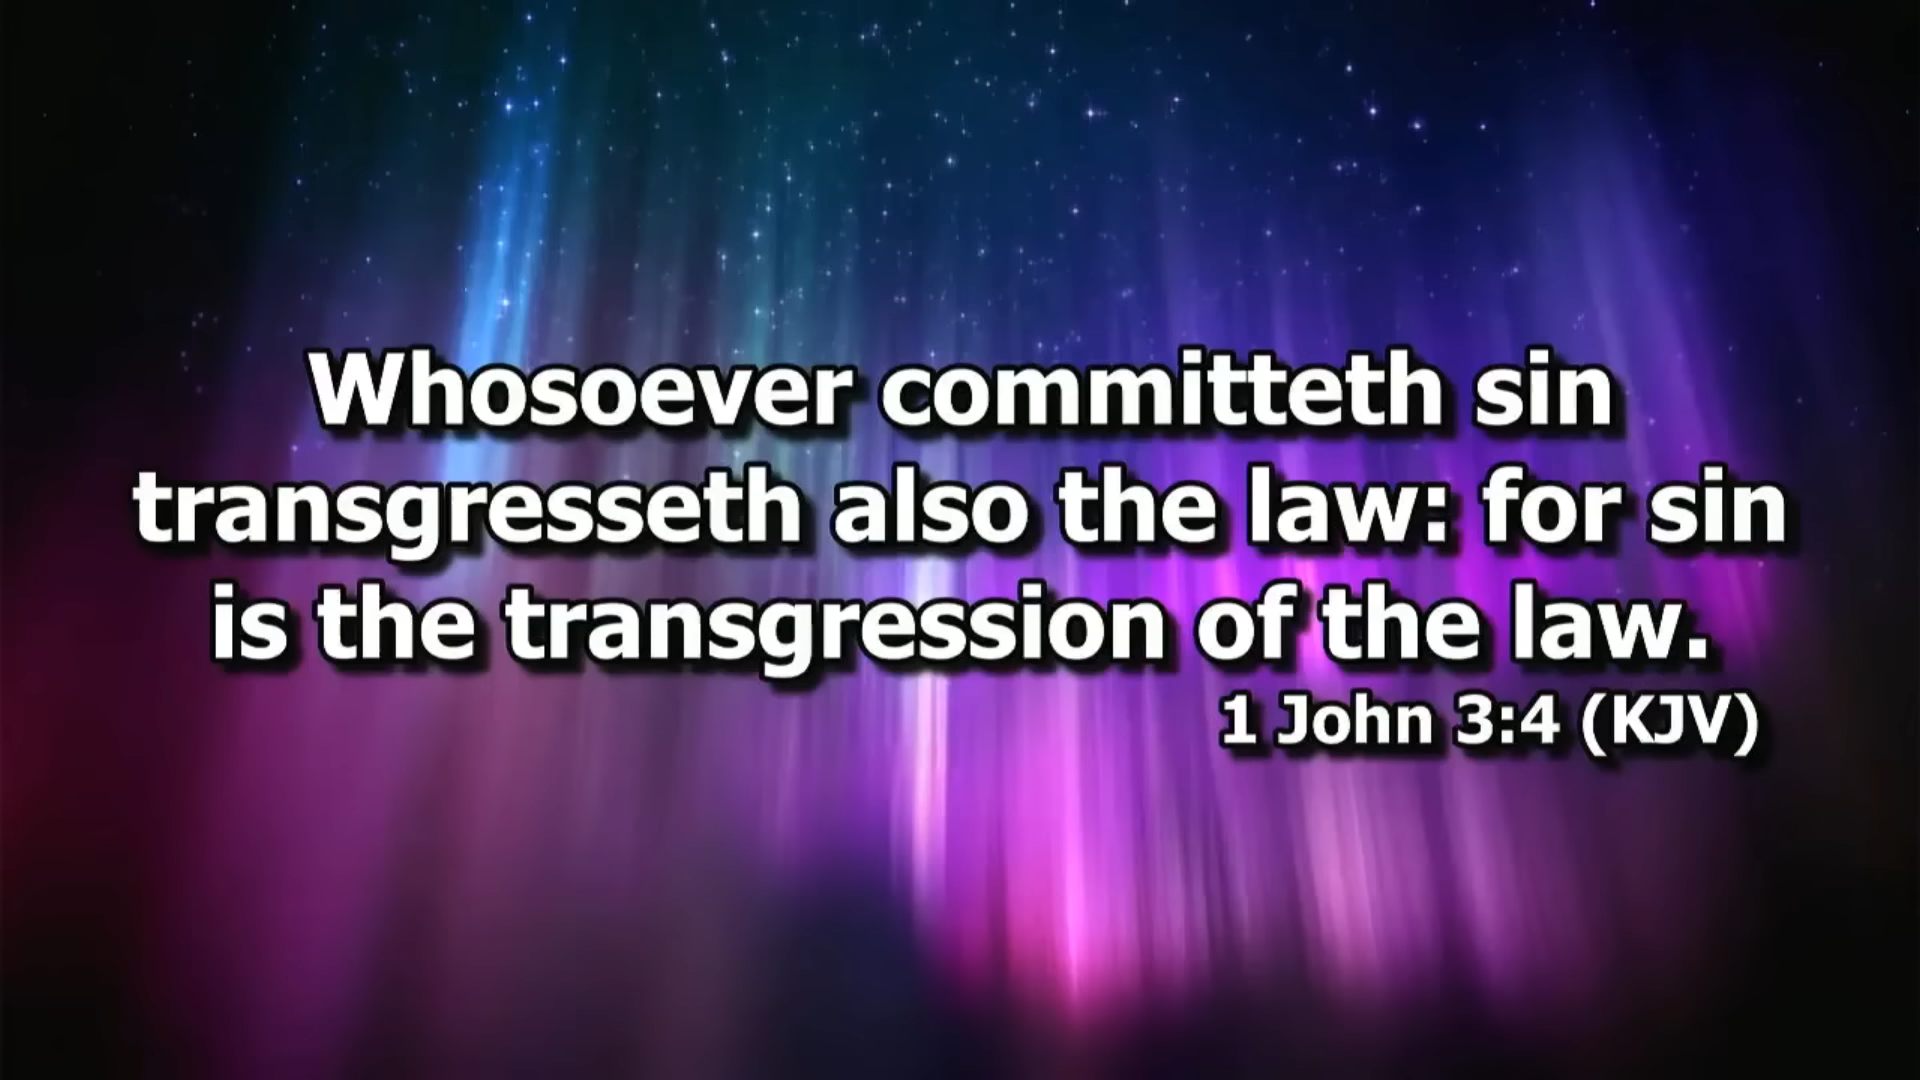 Whosoever committeth sin
transgresseth also the law: for sin
is the transgression of the law.
1 John 3:4 (KJV)